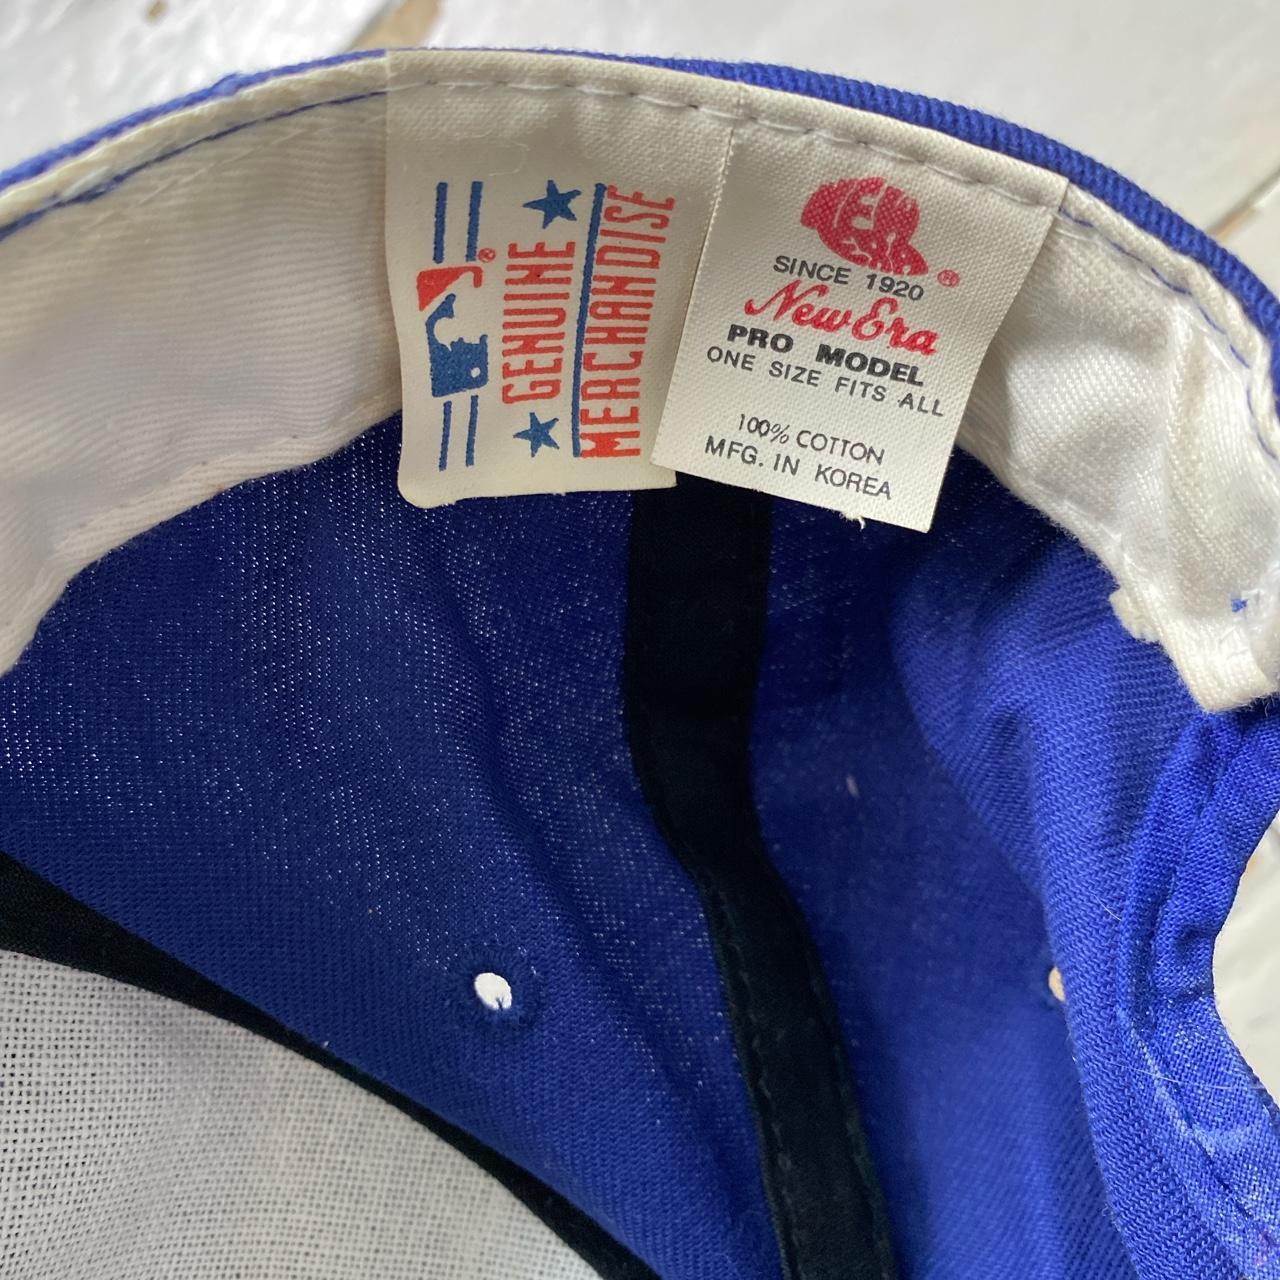 GENUINE
MERCHANDISE
®
NEW
ERA
®
SINCE 1920
New Era
PRO MODEL
ONE SIZE FITS ALL
100% COTTON
MFG. IN KOREA